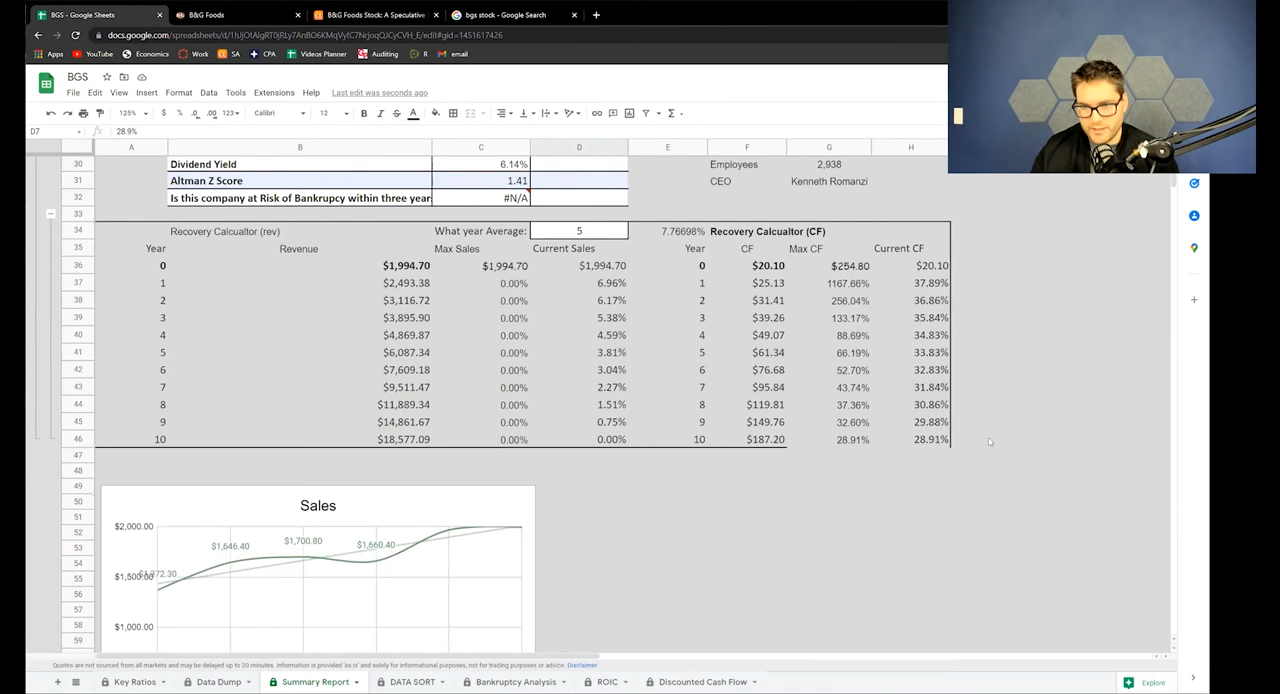 BGS - Google Sheets × B&G Foods × B&G Foods Stock: A Speculative × bgs stock - Google Search × +
docs.google.com/spreadsheets/d/1hJjOtAlgRT0jRLy7AnBO6KMqVyfC7NrjoqQJCyCVH_E/edit#gid=1451617426
Apps YouTube Economics Work SA CPA Videos Planner Auditing R email
BGS
File Edit View Insert Format Data Tools Extensions Help Last edit was seconds ago
125% $ % .0 .00 123 Calibri 12 B I S A
D7 fx 28.9%
A B C D E F G H
30 Dividend Yield 6.14% Employees 2,938
31 Altman Z Score 1.41 CEO Kenneth Romanzi
32 Is this company at Risk of Bankrupcy within three year: #N/A
33
34 Recovery Calcualtor (rev) What year Average: 5 7.76698% Recovery Calcualtor (CF)
35 Year Revenue Max Sales Current Sales Year CF Max CF Current CF
36 0 $1,994.70 $1,994.70 $1,994.70 0 $20.10 $254.80 $20.10
37 1 $2,493.38 0.00% 6.96% 1 $25.13 1167.66% 37.89%
38 2 $3,116.72 0.00% 6.17% 2 $31.41 256.04% 36.86%
39 3 $3,895.90 0.00% 5.38% 3 $39.26 133.17% 35.84%
40 4 $4,869.87 0.00% 4.59% 4 $49.07 88.69% 34.83%
41 5 $6,087.34 0.00% 3.81% 5 $61.34 66.19% 33.83%
42 6 $7,609.18 0.00% 3.04% 6 $76.68 52.70% 32.83%
43 7 $9,511.47 0.00% 2.27% 7 $95.84 43.74% 31.84%
44 8 $11,889.34 0.00% 1.51% 8 $119.81 37.36% 30.86%
45 9 $14,861.67 0.00% 0.75% 9 $149.76 32.60% 29.88%
46 10 $18,577.09 0.00% 0.00% 10 $187.20 28.91% 28.91%
47
48
49
50 Sales
51
52 $2,000.00
53 $1,646.40 $1,700.80 $1,660.40
54
55 $1,500.00
56
57
58 $1,000.00
59
Quotes are not sourced from all markets and may be delayed up to 20 minutes. Information is provided 'as is' and solely for informational purposes, not for trading purposes or advice. Disclaimer
+ Key Ratios Data Dump Summary Report DATA SORT Bankruptcy Analysis ROIC Discounted Cash Flow Explore